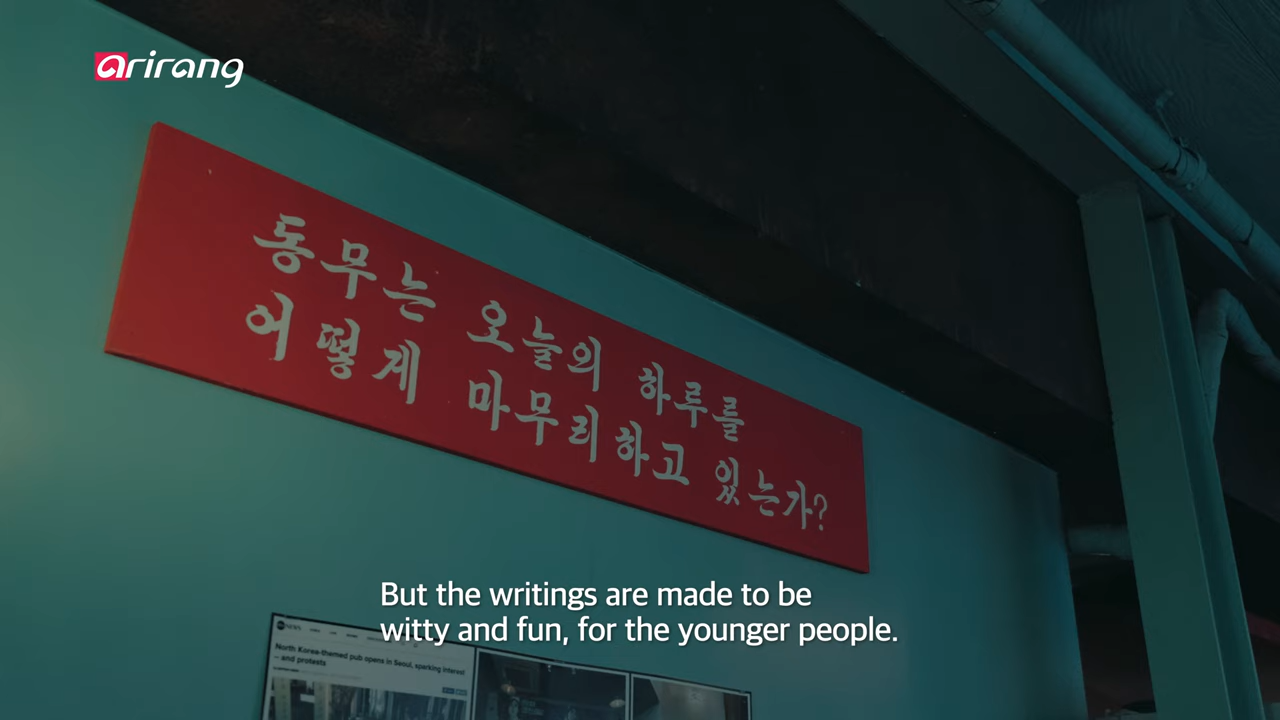 arirang
동무는 오늘의 하루를
어떻게 마무리하고 있는가?
But the writings are made to be
witty and fun, for the younger people.
NEWS
North Korea-themed pub opens in Seoul, sparking interest
— and protests